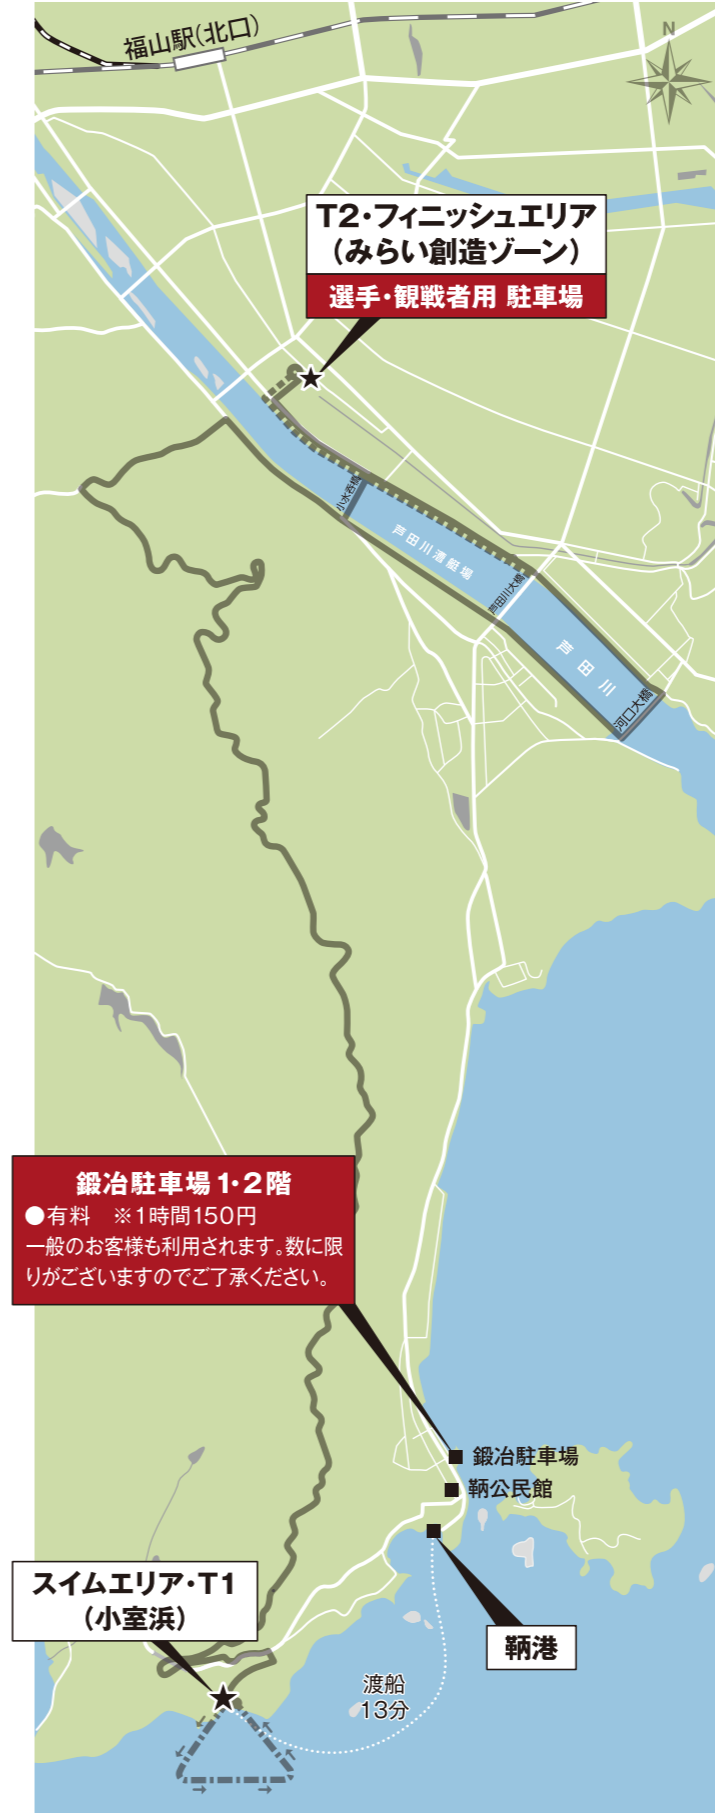 福山駅(北口)
N
T2・フィニッシュエリア
(みらい創造ゾーン)
選手・観戦者用 駐車場
小水呑橋
芦田川漕艇場
芦田川大橋
芦田川
河口大橋
鍛冶駐車場1・2階
●有料 ※1時間150円
一般のお客様も利用されます。数に限
りがございますのでご了承ください。
鍛冶駐車場
鞆公民館
スイムエリア・T1
(小室浜)
鞆港
渡船
13分